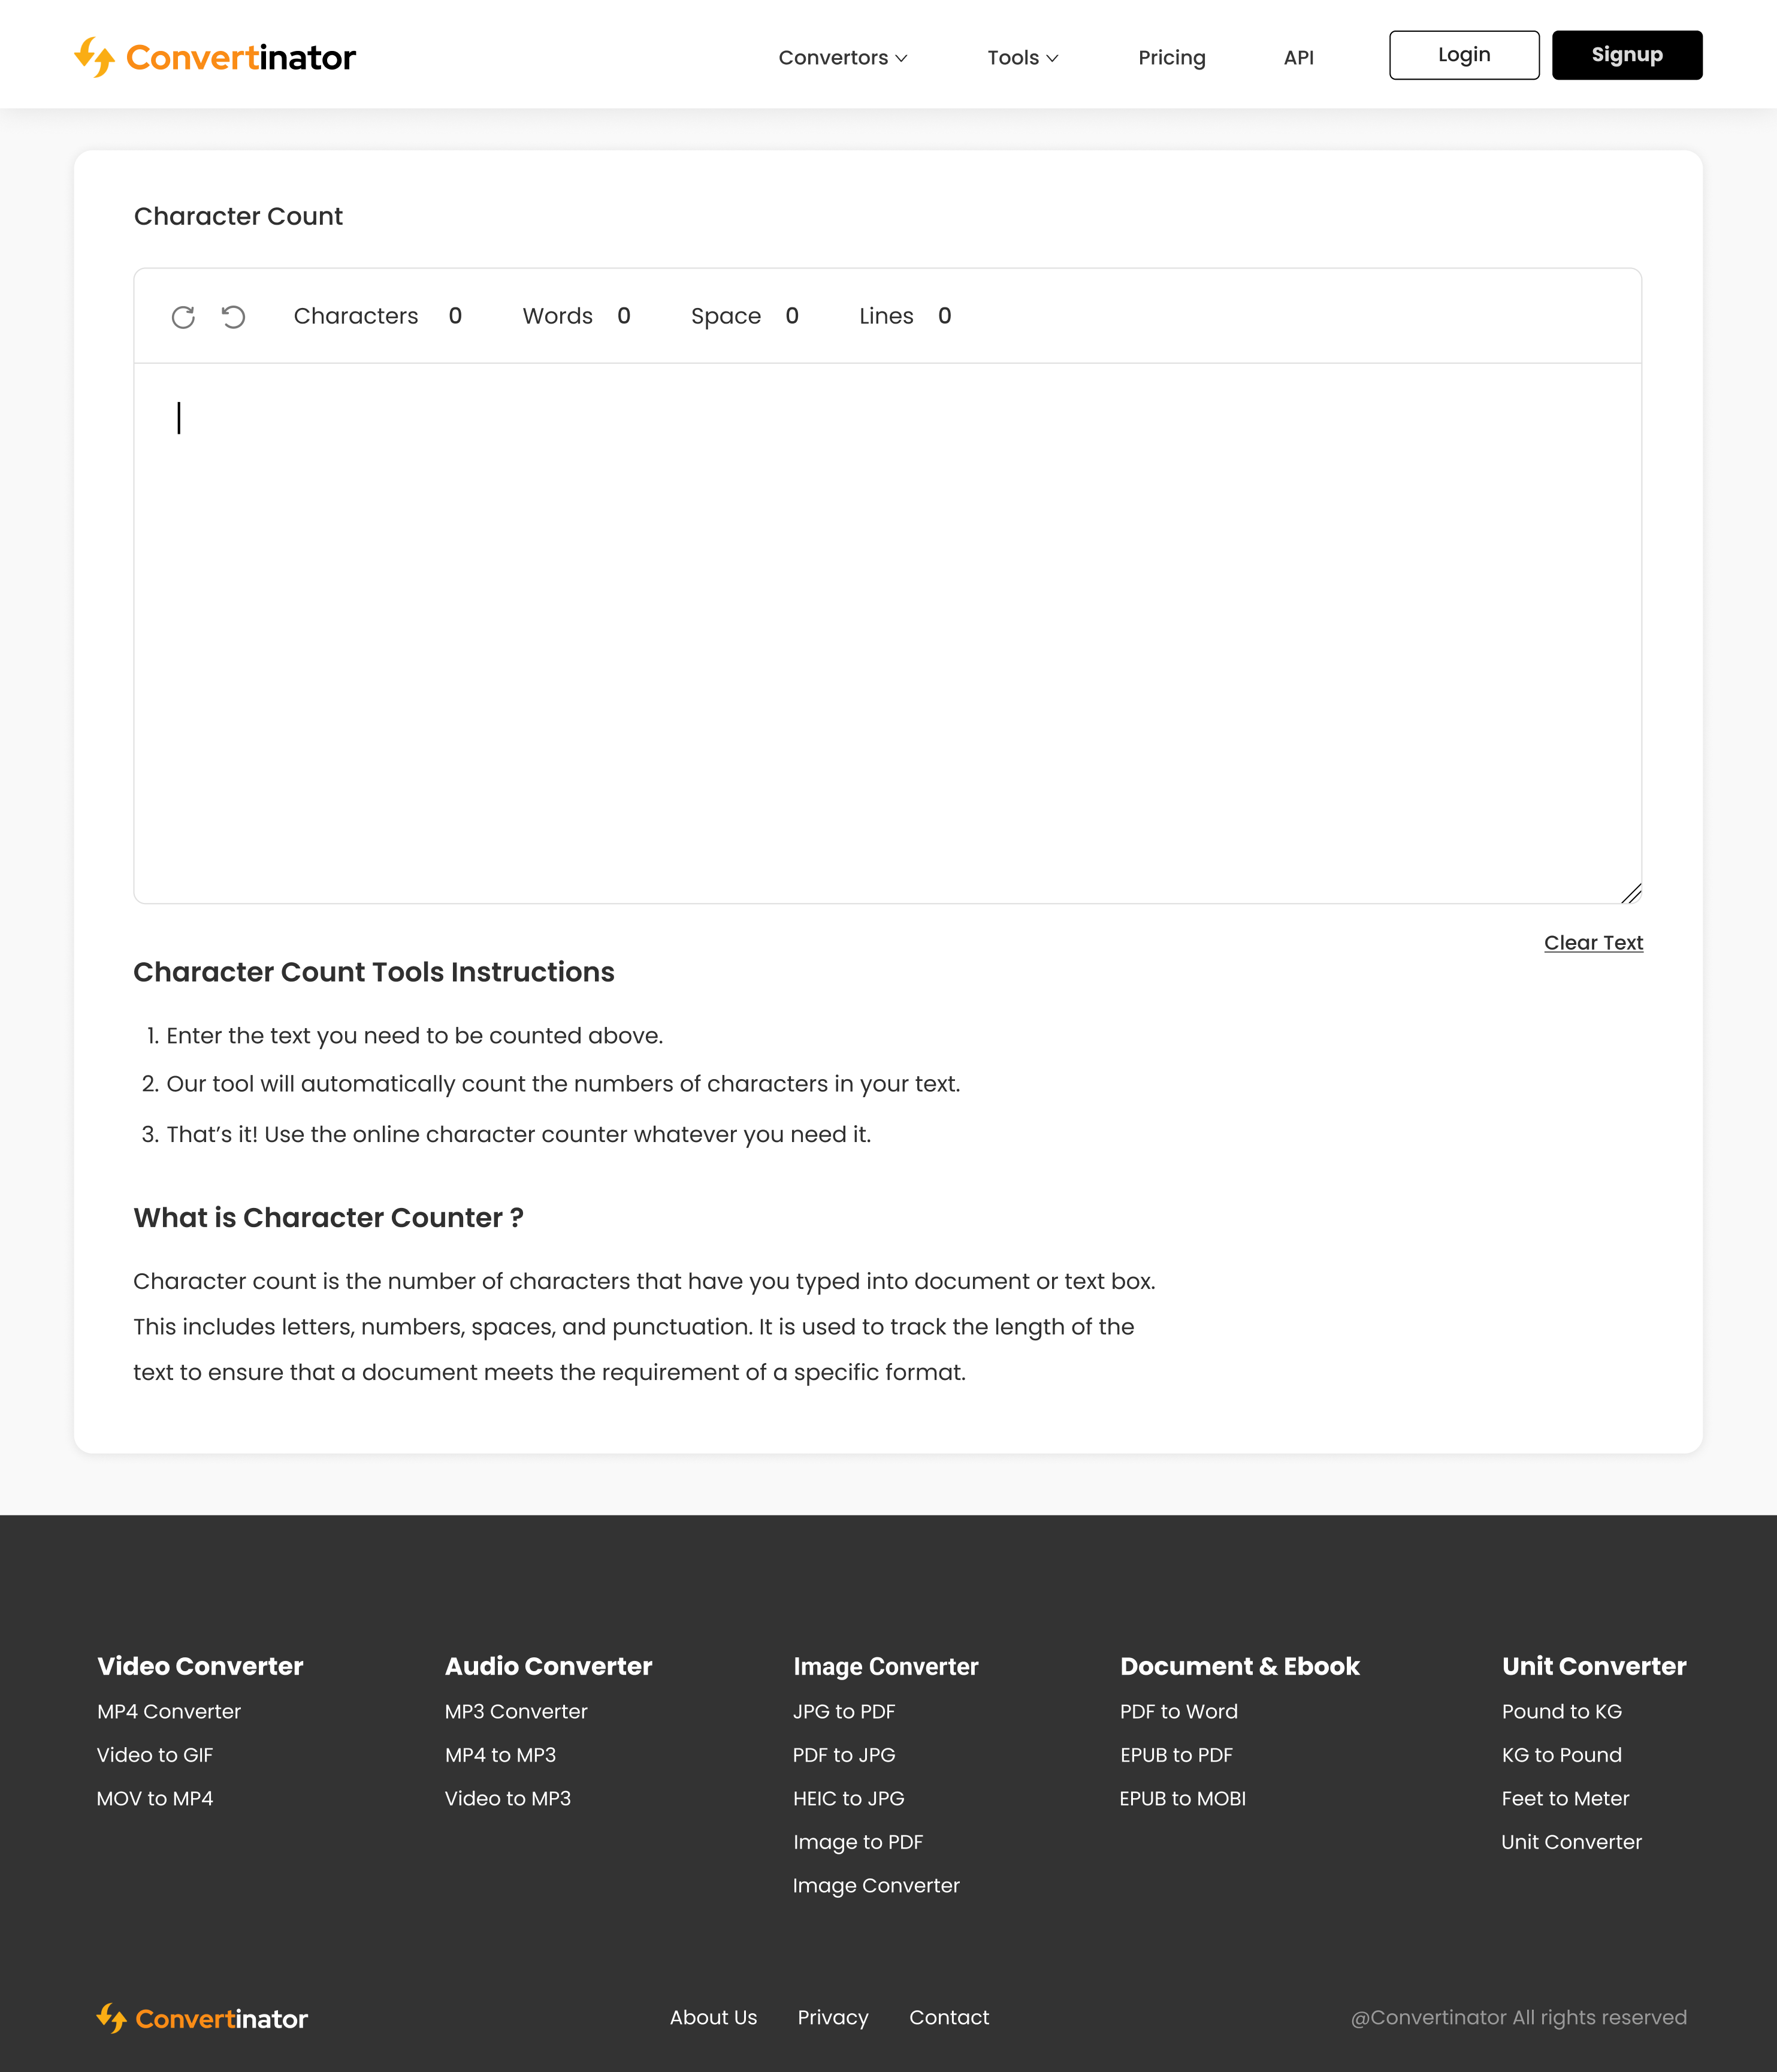 Convertinator
Convertors
Tools
Pricing
API
Login
Signup
Character Count
Characters 0 Words 0 Space 0 Lines 0
Clear Text
Character Count Tools Instructions
1. Enter the text you need to be counted above.
2. Our tool will automatically count the numbers of characters in your text.
3. That’s it! Use the online character counter whatever you need it.
What is Character Counter ?
Character count is the number of characters that have you typed into document or text box.
This includes letters, numbers, spaces, and punctuation. It is used to track the length of the
text to ensure that a document meets the requirement of a specific format.
Video Converter
MP4 Converter
Video to GIF
MOV to MP4
Audio Converter
MP3 Converter
MP4 to MP3
Video to MP3
Image Converter
JPG to PDF
PDF to JPG
HEIC to JPG
Image to PDF
Image Converter
Document & Ebook
PDF to Word
EPUB to PDF
EPUB to MOBI
Unit Converter
Pound to KG
KG to Pound
Feet to Meter
Unit Converter
Convertinator
About Us
Privacy
Contact
@Convertinator All rights reserved